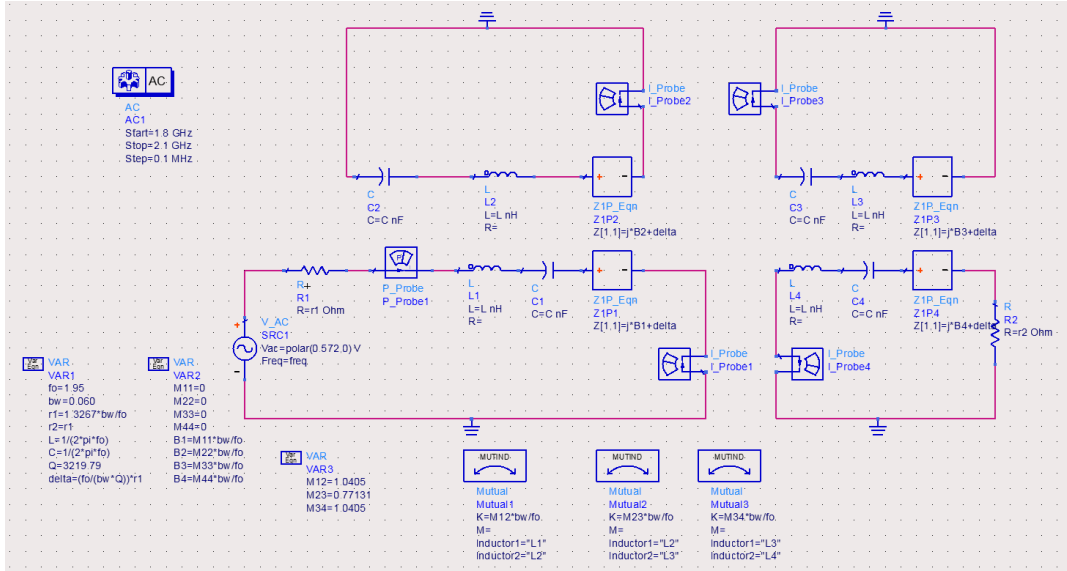 I_Probe
I_Probe2
I_Probe
I_Probe3
AC
AC
AC1
Start=1.8 GHz
Stop=2.1 GHz
Step=0.1 MHz
C
C2
C=C nF
L
L2
L=L nH
R=
+ -
Z1P_Eqn
Z1P2
Z[1,1]=j*B2+delta
C
C3
C=C nF
L
L3
L=L nH
R=
+ -
Z1P_Eqn
Z1P3
Z[1,1]=j*B3+delta
R
R1
R=r1 Ohm
P_Probe
P_Probe1
L
L1
L=L nH
R=
C
C1
C=C nF
+ -
Z1P_Eqn
Z1P1
Z[1,1]=j*B1+delta
L
L4
L=L nH
R=
C
C4
C=C nF
+ -
Z1P_Eqn
Z1P4
Z[1,1]=j*B4+delta
R
R2
R=r2 Ohm
+
-
V_AC
SRC1
Vac=polar(0.572,0) V
Freq=freq
I_Probe
I_Probe1
I_Probe
I_Probe4
Var
Eqn
VAR
VAR1
fo=1.95
bw=0.060
r1=1.3267*bw/fo
r2=r1
L=1/(2*pi*fo)
C=1/(2*pi*fo)
Q=3219.79
delta=(fo/(bw*Q))*r1
Var
Eqn
VAR
VAR2
M11=0
M22=0
M33=0
M44=0
B1=M11*bw/fo
B2=M22*bw/fo
B3=M33*bw/fo
B4=M44*bw/fo
Var
Eqn
VAR
VAR3
M12=1.0405
M23=0.77131
M34=1.0405
MUTIND
Mutual
Mutual1
K=M12*bw/fo
M=
Inductor1="L1"
Inductor2="L2"
MUTIND
Mutual
Mutual2
K=M23*bw/fo
M=
Inductor1="L2"
Inductor2="L3"
MUTIND
Mutual
Mutual3
K=M34*bw/fo
M=
Inductor1="L3"
Inductor2="L4"